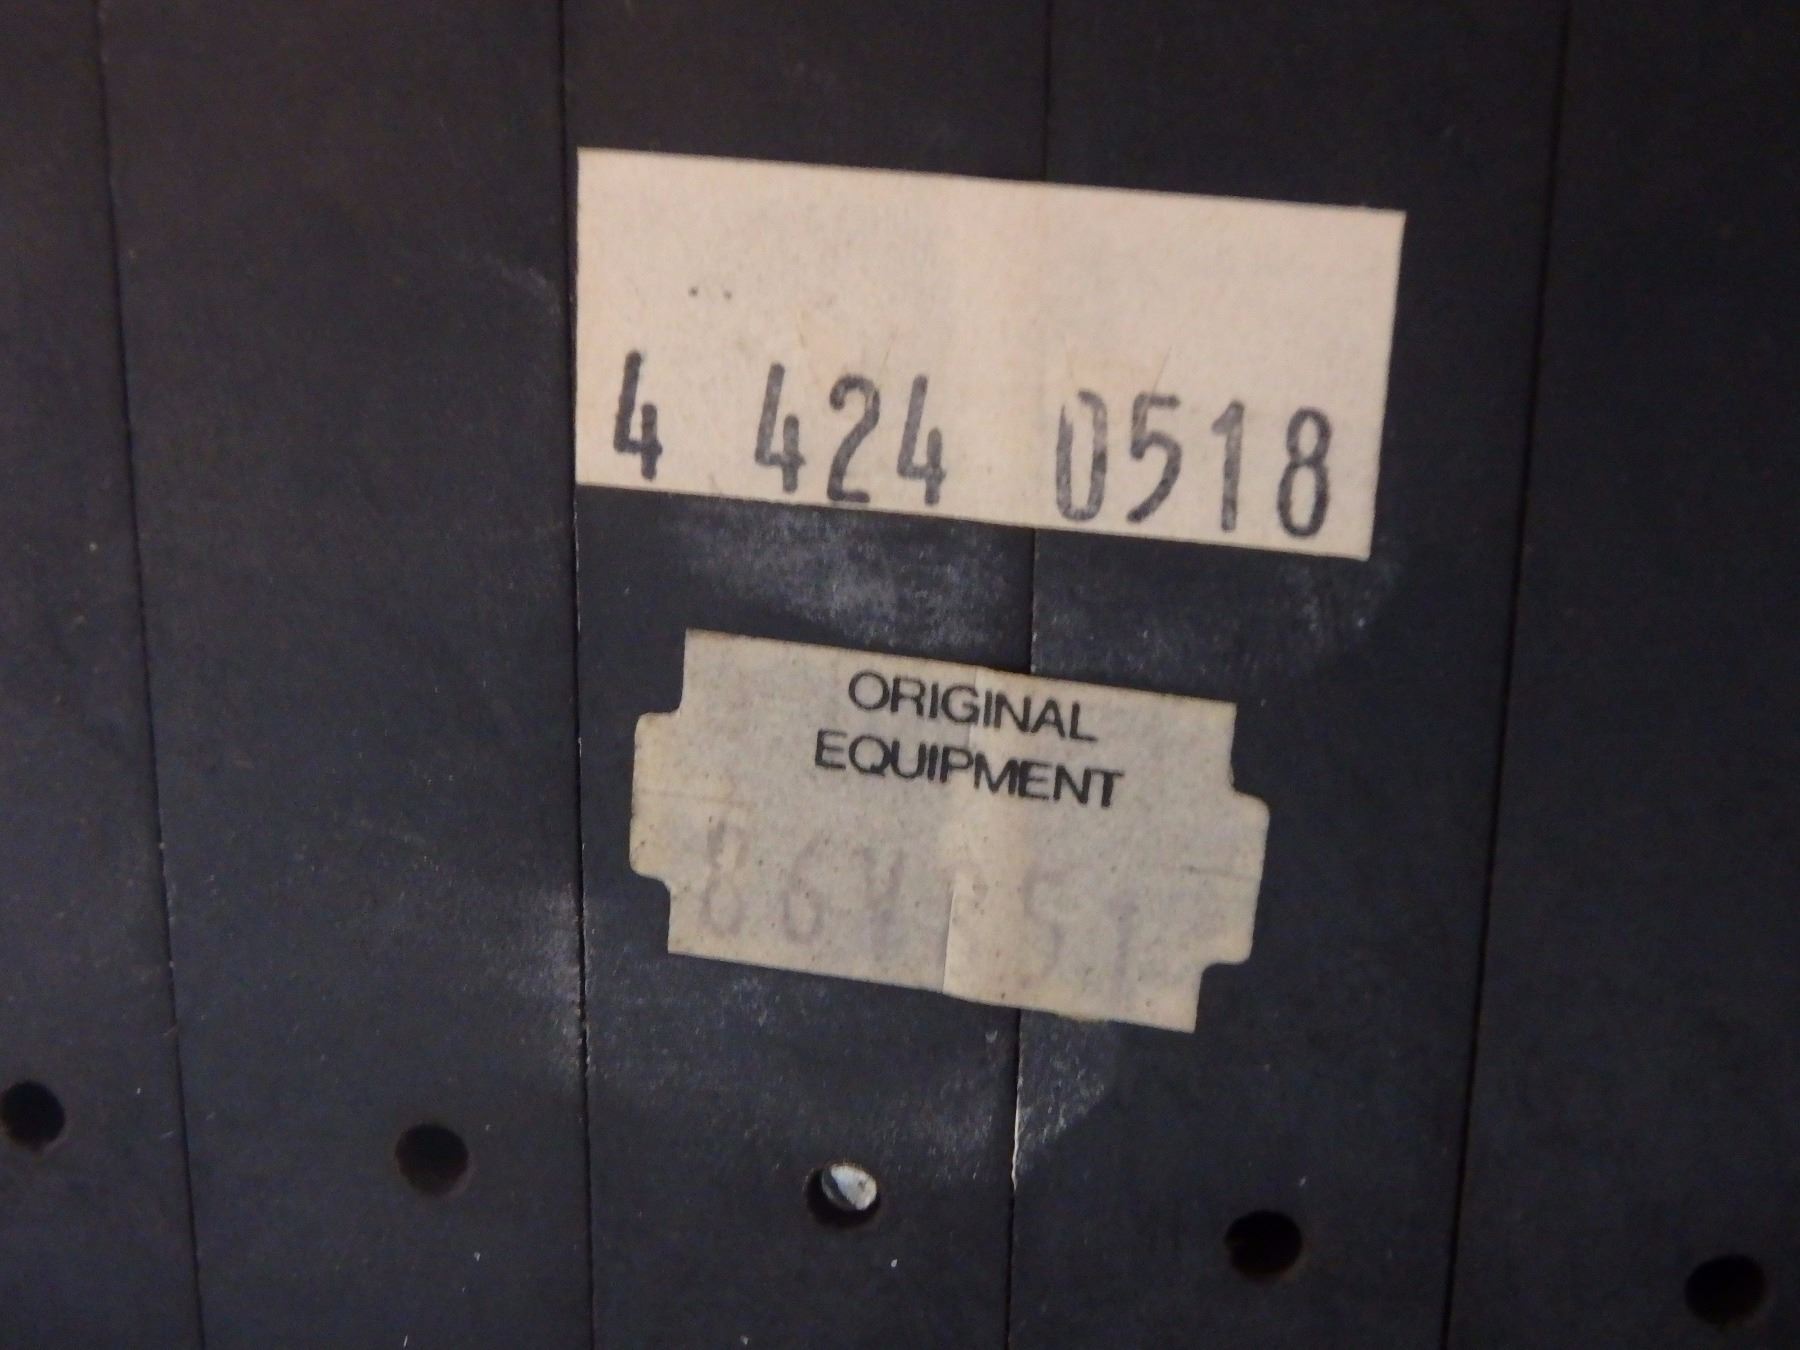 4 424 0518
ORIGINAL
EQUIPMENT